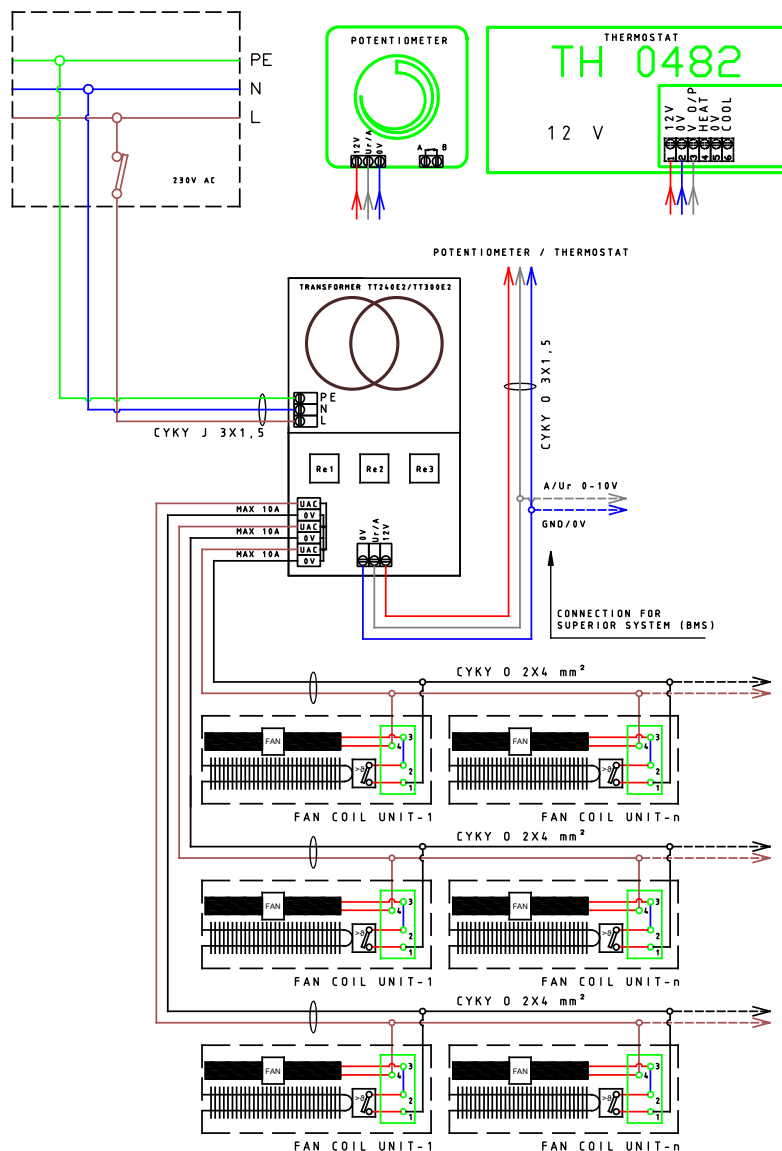 PE
N
L
230V AC
POTENTIOMETER
12V
Ur/A
0V
A
B
THERMOSTAT
TH 0482
12 V
12V
0V
V O/P
HEAT
0V0
COOL
1
2
3
4
5
6
POTENTIOMETER / THERMOSTAT
TRANSFORMER TT240E2/TT300E2
PE
N
L
CYKY J 3X1,5
CYKY O 3X1,5
Re1
Re2
Re3
UAC
MAX 10A
0V
UAC
MAX 10A
0V
UAC
MAX 10A
0V
0V
Ur/A
12V
A/Ur 0-10V
GND/0V
CONNECTION FOR
SUPERIOR SYSTEM (BMS)
CYKY O 2X4 mm²
FAN
>ϑ
3
4
2
1
FAN COIL UNIT-1
FAN
>ϑ
3
4
2
1
FAN COIL UNIT-n
CYKY O 2X4 mm²
FAN
>ϑ
3
4
2
1
FAN COIL UNIT-1
FAN
>ϑ
3
4
2
1
FAN COIL UNIT-n
CYKY O 2X4 mm²
FAN
>ϑ
3
4
2
1
FAN COIL UNIT-1
FAN
>ϑ
3
4
2
1
FAN COIL UNIT-n